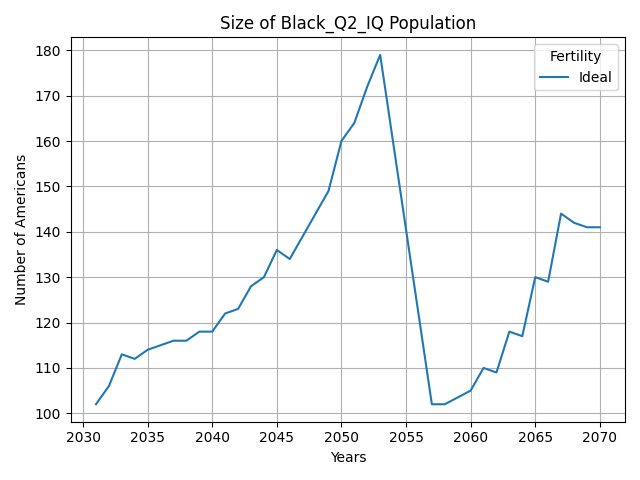 Size of Black_Q2_IQ Population
Fertility
Ideal
Number of Americans
180
170
160
150
140
130
120
110
100
2030 2035 2040 2045 2050 2055 2060 2065 2070
Years